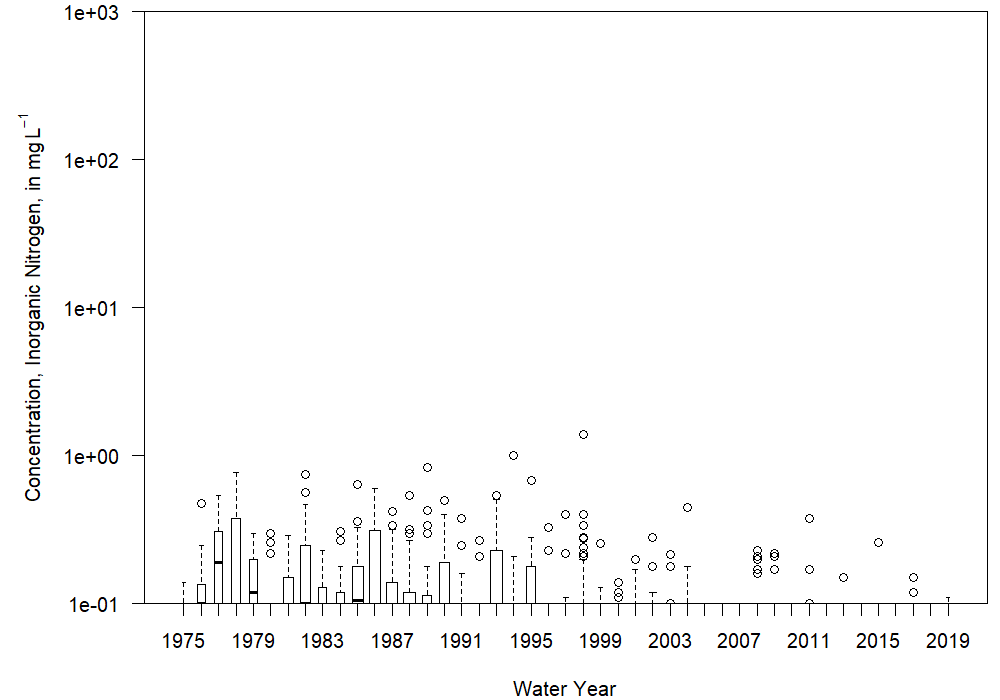 1e+03
1e+02
1e+01
1e+00
1e-01
Concentration, Inorganic Nitrogen, in mg L⁻¹
1975 1979 1983 1987 1991 1995 1999 2003 2007 2011 2015 2019
Water Year